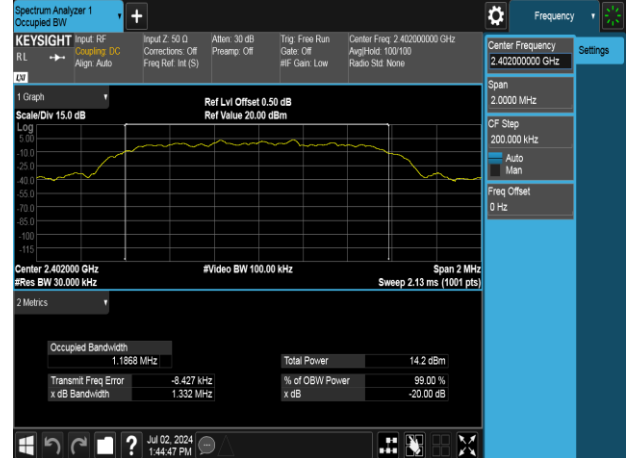 Spectrum Analyzer 1
Occupied BW
Frequency
KEYSIGHT
RL
Input: RF
Coupling: DC
Align: Auto
Input Z: 50 Ω
Corrections: Off
Freq Ref: Int (S)
Atten: 30 dB
Preamp: Off
Trig: Free Run
Gate: Off
#IF Gain: Low
Center Freq: 2.402000000 GHz
Avg|Hold: 100/100
Radio Std: None
LXI
1 Graph
Scale/Div 15.0 dB
Ref Lvl Offset 0.50 dB
Ref Value 20.00 dBm
Log
5.00
-10.0
-25.0
-40.0
-55.0
-70.0
-85.0
-100
-115
Center 2.402000 GHz
#Res BW 30.000 kHz
#Video BW 100.00 kHz
Span 2 MHz
Sweep 2.13 ms (1001 pts)
2 Metrics
Occupied Bandwidth
1.1868 MHz
Transmit Freq Error -8.427 kHz
x dB Bandwidth 1.332 MHz
Total Power 14.2 dBm
% of OBW Power 99.00 %
x dB -20.00 dB
Center Frequency
2.402000000 GHz
Settings
Span
2.0000 MHz
CF Step
200.000 kHz
Auto
Man
Freq Offset
0 Hz
?
Jul 02, 2024
1:44:47 PM